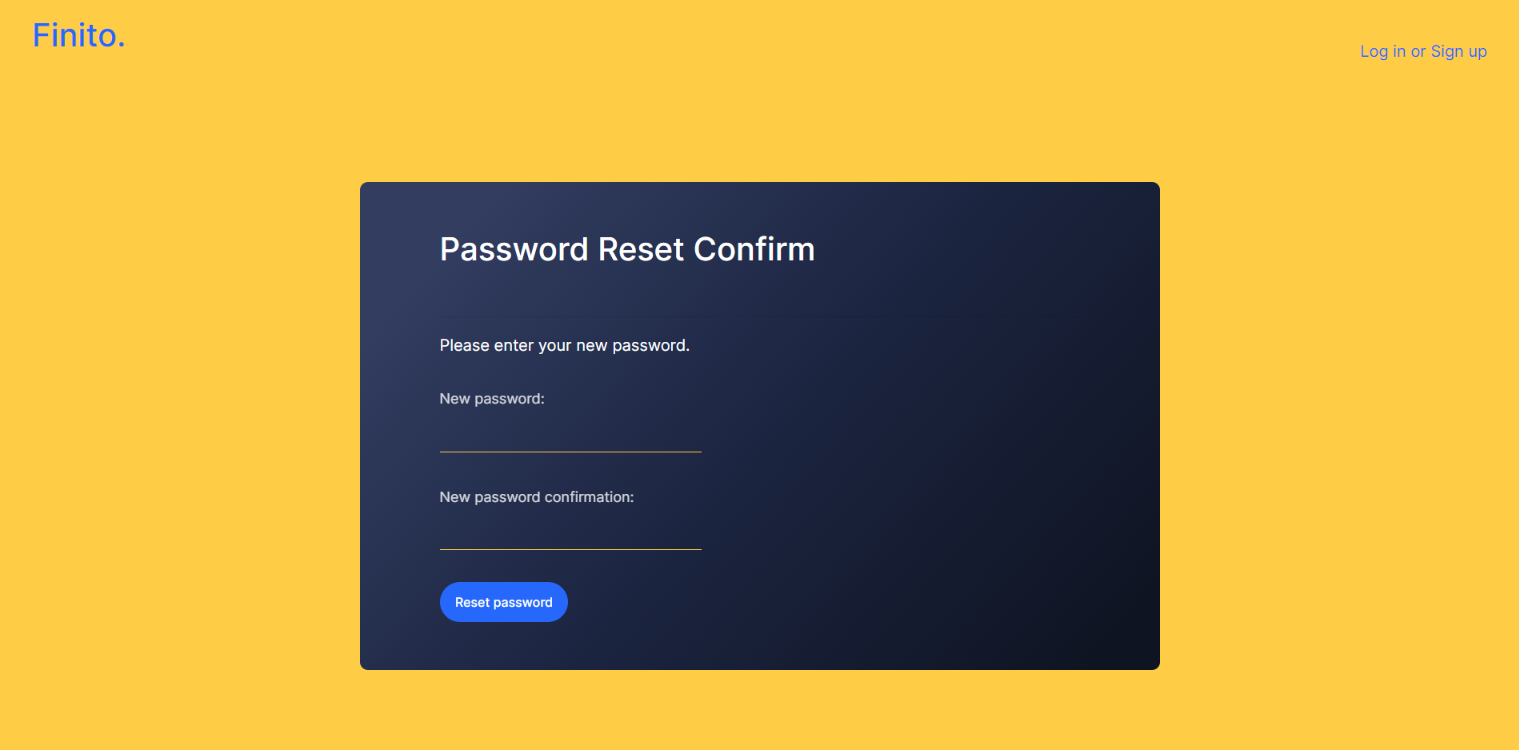 Finito.
Log in or Sign up
Password Reset Confirm
Please enter your new password.
New password:
New password confirmation:
Reset password